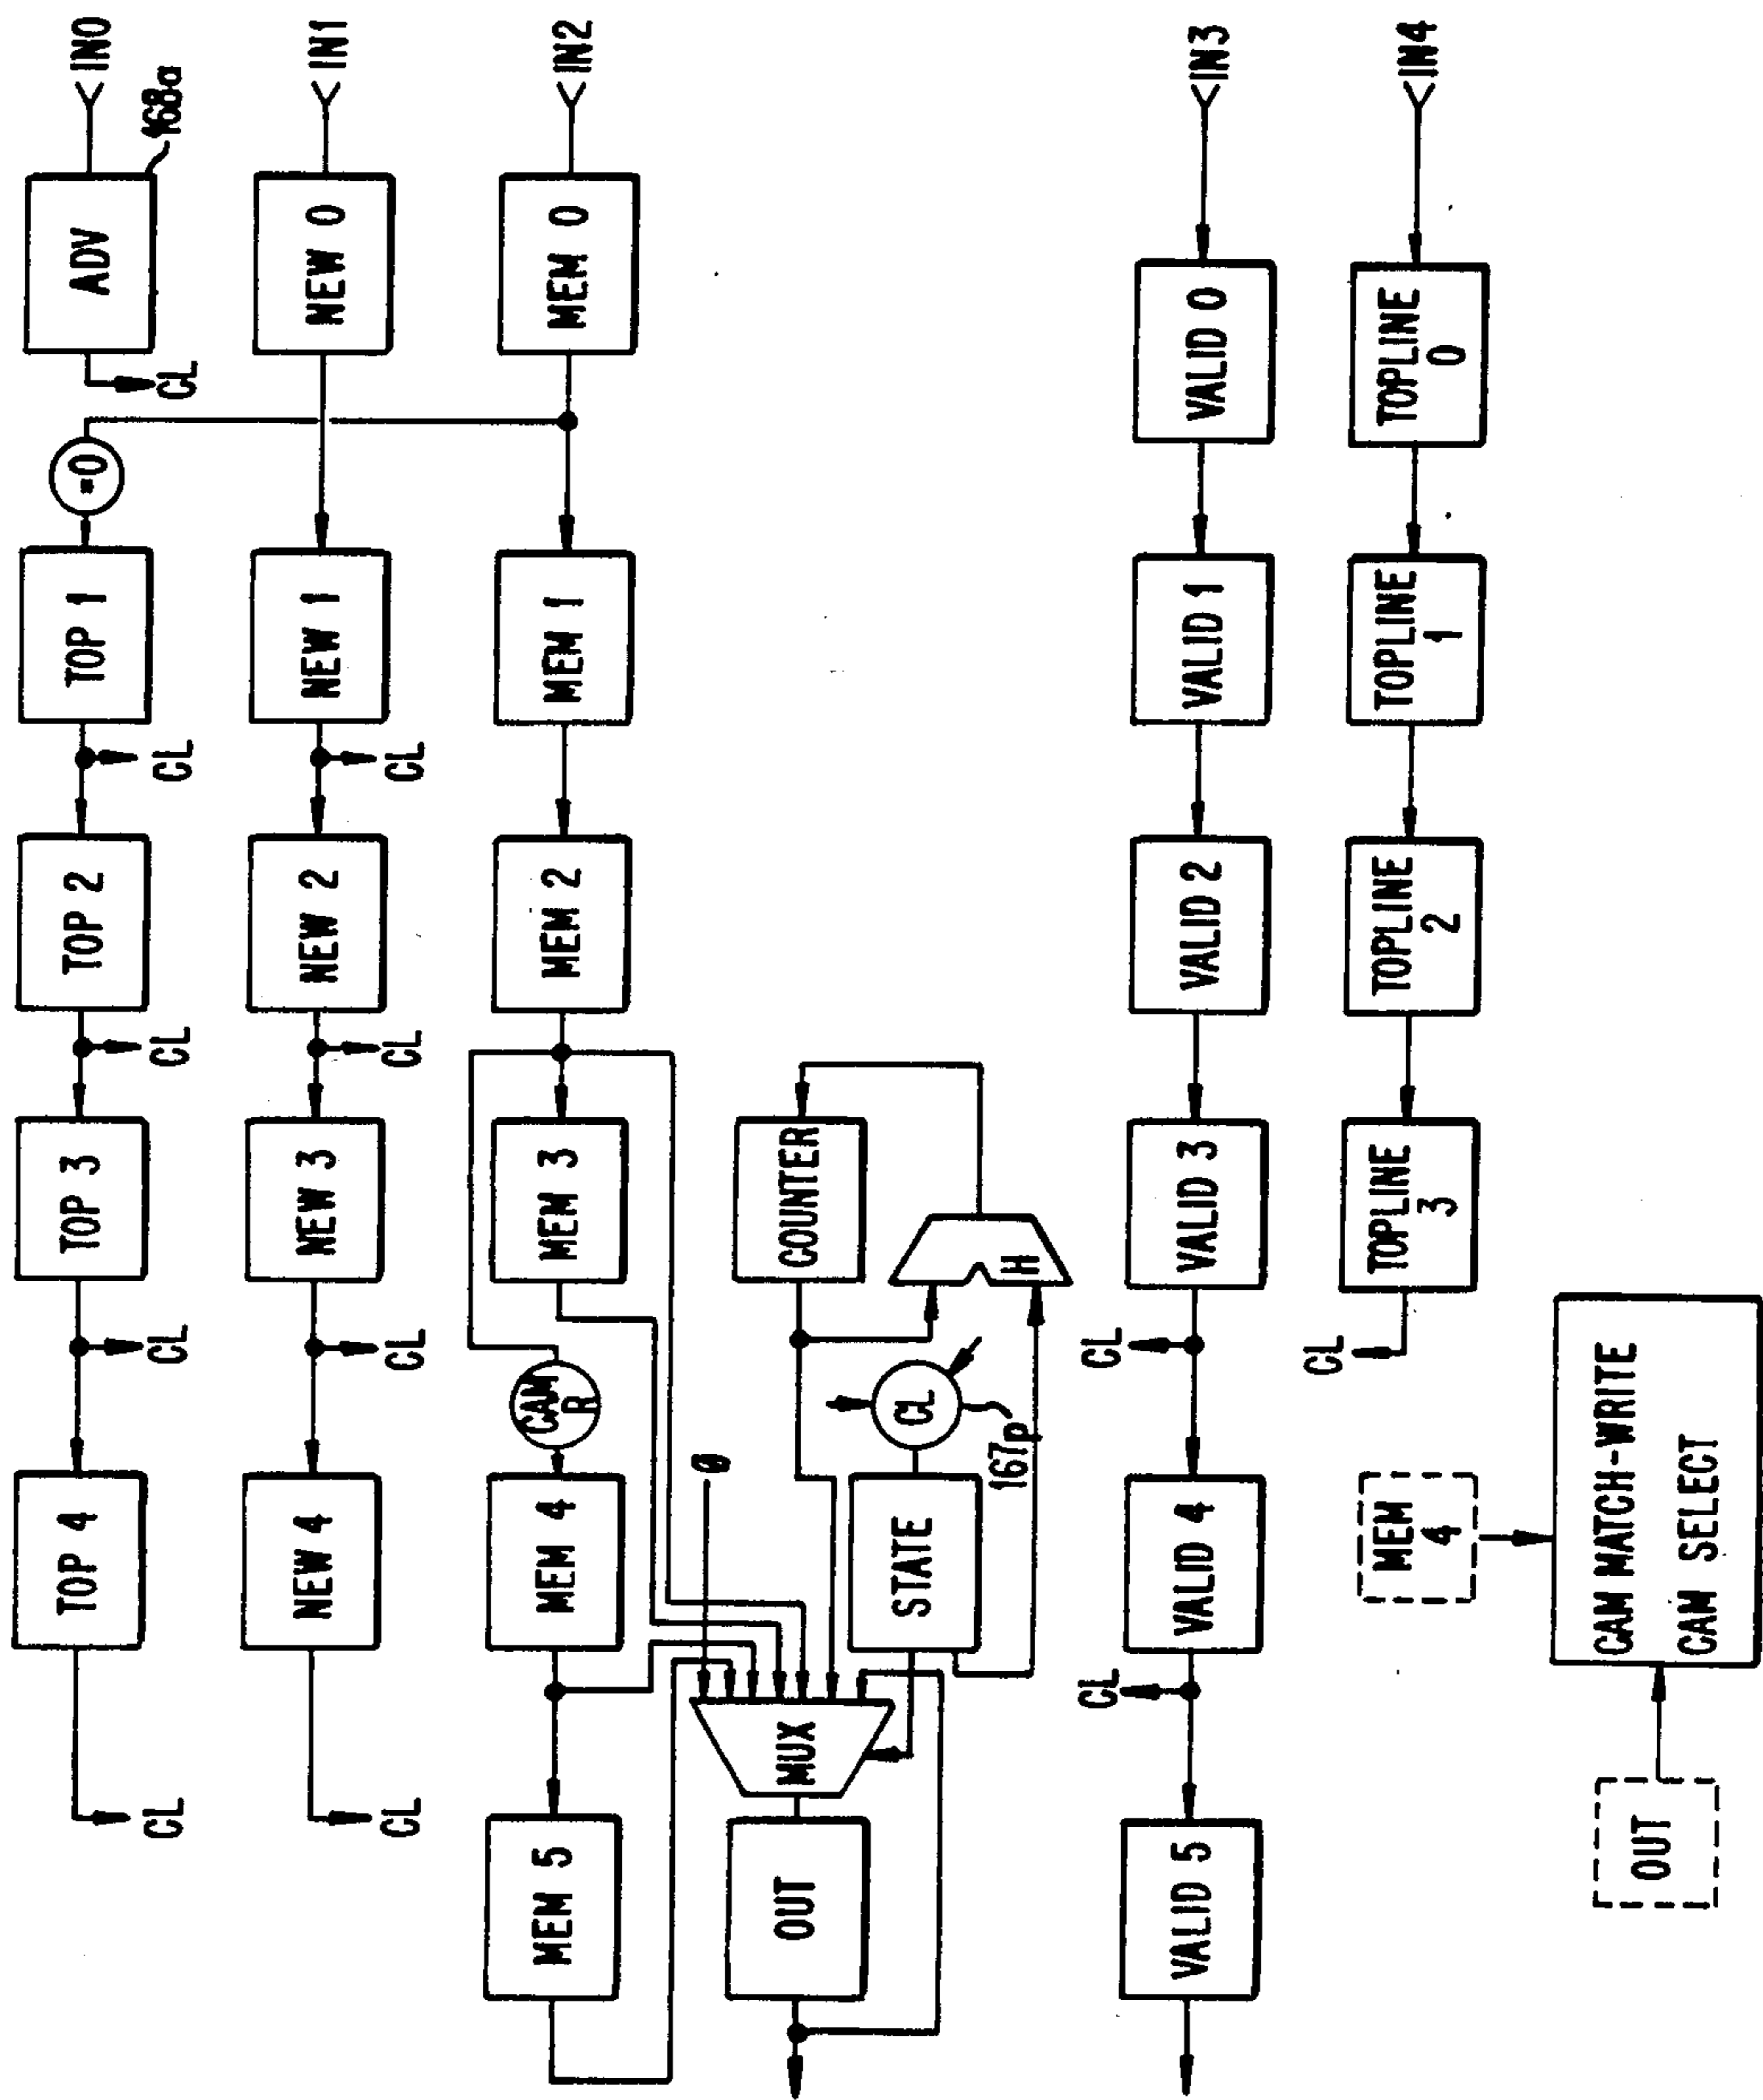 IN0
168a
ADV
CL
=0
TOP 1
CL
TOP 2
CL
TOP 3
CL
TOP 4
CL
IN1
NEW 0
NEW 1
CL
NEW 2
CL
NEW 3
CL
NEW 4
CL
IN2
MEM 0
MEM 1
MEM 2
MEM 3
CAM
R
MEM 4
MEM 5
0
COUNTER
H
CL
167p
STATE
MUX
OUT
IN3
VALID 0
VALID 1
VALID 2
VALID 3
CL
VALID 4
CL
VALID 5
IN4
TOPLINE
0
TOPLINE
1
TOPLINE
2
TOPLINE
3
CL
MEM
4
CAM MATCH-WRITE
CAM SELECT
OUT